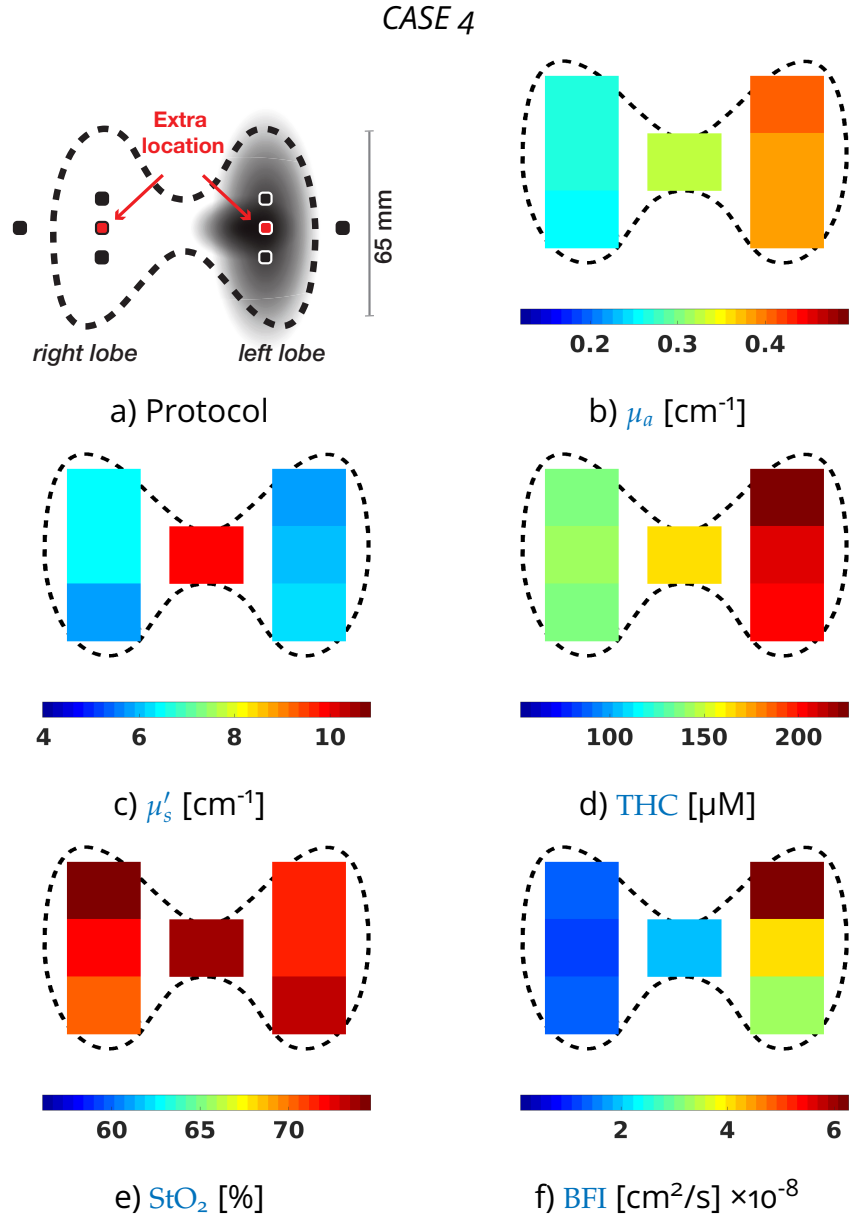 CASE 4
Extra
location
65 mm
right lobe
left lobe
a) Protocol
0.2 0.3 0.4
b) μₐ [cm⁻¹]
4 6 8 10
c) μ′ₛ [cm⁻¹]
100 150 200
d) THC [μM]
60 65 70
e) StO₂ [%]
2 4 6
f) BFI [cm²/s] ×10⁻⁸